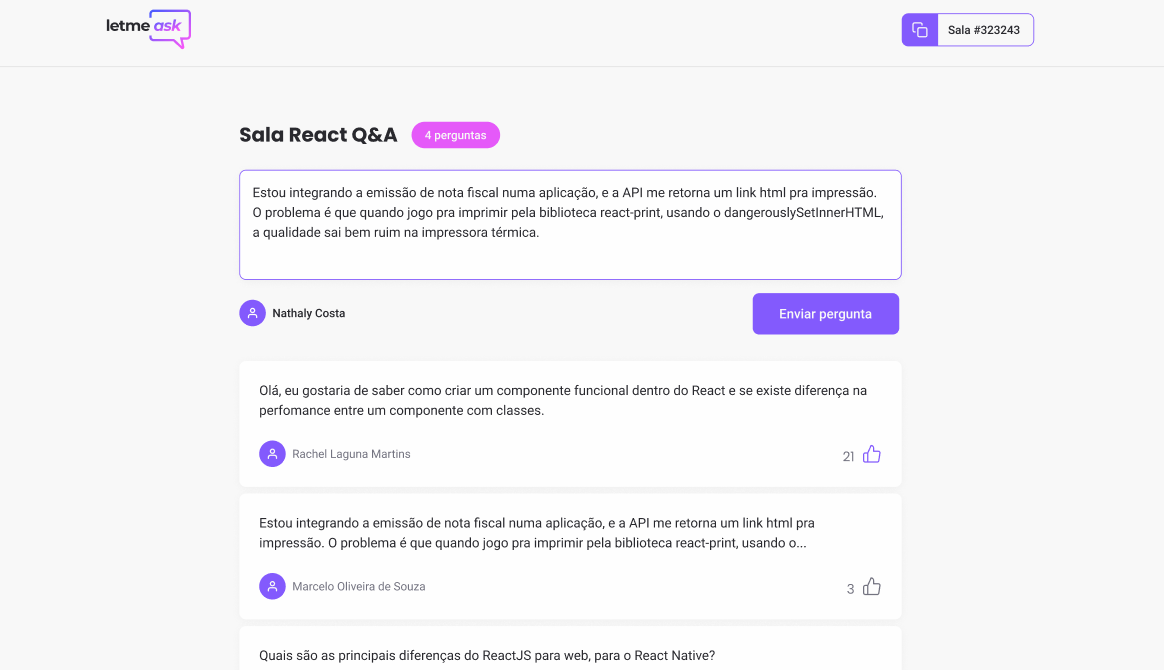 letme ask
Sala #323243
Sala React Q&A
4 perguntas
Estou integrando a emissão de nota fiscal numa aplicação, e a API me retorna um link html pra impressão.
O problema é que quando jogo pra imprimir pela biblioteca react-print, usando o dangerouslySetInnerHTML,
a qualidade sai bem ruim na impressora térmica.
Nathaly Costa
Enviar pergunta
Olá, eu gostaria de saber como criar um componente funcional dentro do React e se existe diferença na
perfomance entre um componente com classes.
Rachel Laguna Martins
21
Estou integrando a emissão de nota fiscal numa aplicação, e a API me retorna um link html pra
impressão. O problema é que quando jogo pra imprimir pela biblioteca react-print, usando o...
Marcelo Oliveira de Souza
3
Quais são as principais diferenças do ReactJS para web, para o React Native?